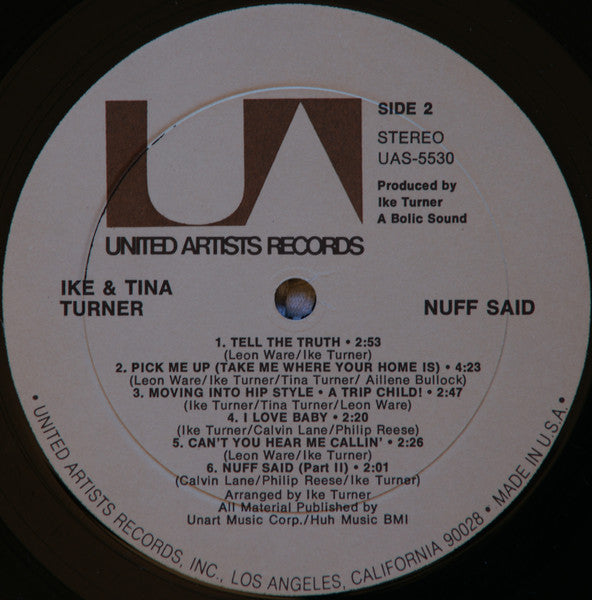 UA
SIDE 2
STEREO
UAS-5530
Produced by
Ike Turner
A Bolic Sound
UNITED ARTISTS RECORDS
IKE & TINA
TURNER
NUFF SAID
1. TELL THE TRUTH • 2:53
(Leon Ware/Ike Turner)
2. PICK ME UP (TAKE ME WHERE YOUR HOME IS) • 4:23
(Leon Ware/Ike Turner/Tina Turner/ Aillene Bullock)
3. MOVING INTO HIP STYLE • A TRIP CHILD! • 2:47
(Ike Turner/Tina Turner/Leon Ware)
4. I LOVE BABY • 2:20
(Ike Turner/Calvin Lane/Philip Reese)
5. CAN'T YOU HEAR ME CALLIN' • 2:26
(Leon Ware/Ike Turner)
6. NUFF SAID (Part II) • 2:01
(Calvin Lane/Philip Reese/Ike Turner)
Arranged by Ike Turner
All Material Published by
Unart Music Corp./Huh Music BMI
• UNITED ARTISTS RECORDS, INC., LOS ANGELES, CALIFORNIA 90028 • MADE IN U.S.A. •